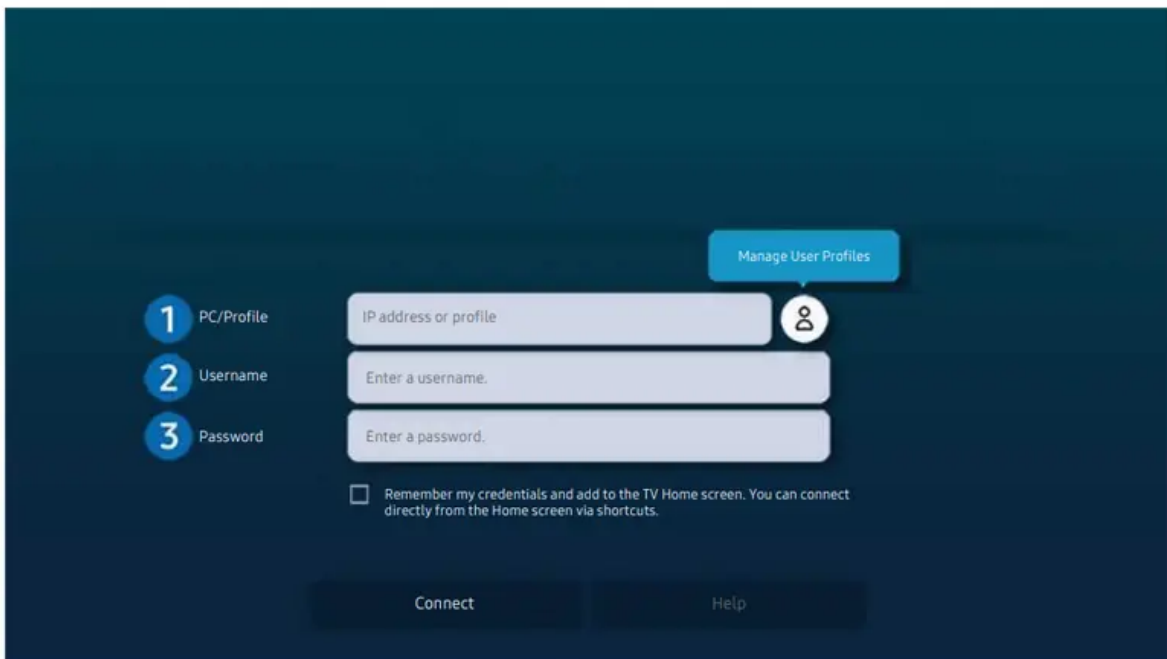 Manage User Profiles
1 PC/Profile IP address or profile
2 Username Enter a username.
3 Password Enter a password.
Remember my credentials and add to the TV Home screen. You can connect
directly from the Home screen via shortcuts.
Connect Help